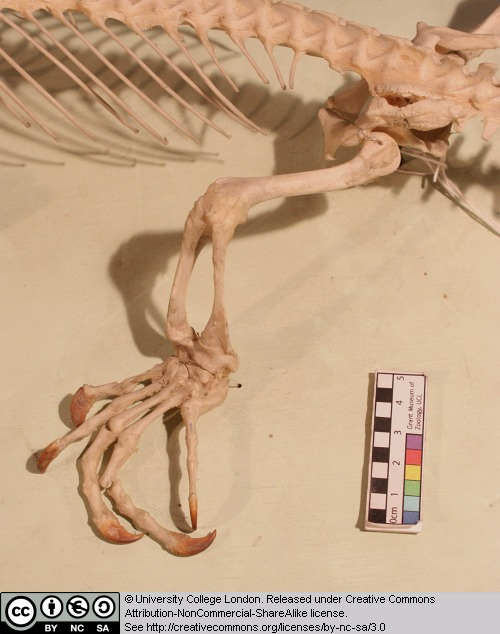 5
4
3
2
1
0cm
Grant Museum of
Zoology, UCL
cc BY NC SA
© University College London. Released under Creative Commons
Attribution-NonCommercial-ShareAlike license.
See http://creativecommons.org/licenses/by-nc-sa/3.0